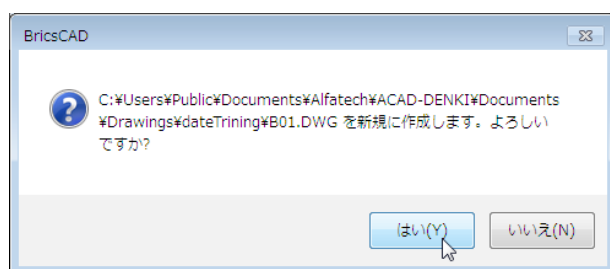 BricsCAD
C:¥Users¥Public¥Documents¥Alfatech¥ACAD-DENKI¥Documents
¥Drawings¥dateTrining¥B01.DWG を新規に作成します。よろしい
ですか?
はい(Y)
いいえ(N)